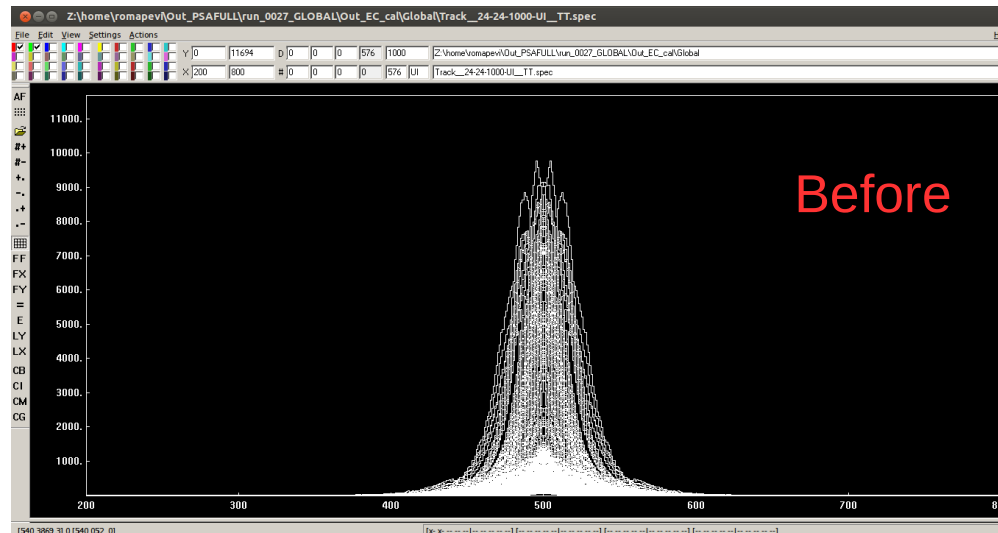 Z:\home\romapevi\Out_PSAFULL\run_0027_GLOBAL\Out_EC_cal\Global\Track__24-24-1000-UI__TT.spec
File Edit View Settings Actions
Y 0 11694 D 0 0 0 576 1000 Z:\home\romapevi\Out_PSAFULL\run_0027_GLOBAL\Out_EC_cal\Global
X 200 800 # 0 0 0 0 576 UI Track__24-24-1000-UI__TT.spec
AF
#+
#-
+.
-.
.+
.-
FF
FX
FY
=
E
LY
LX
CB
CI
CM
CG
11000.
10000.
9000.
8000.
7000.
6000.
5000.
4000.
3000.
2000.
1000.
Before
200 300 400 500 600 700